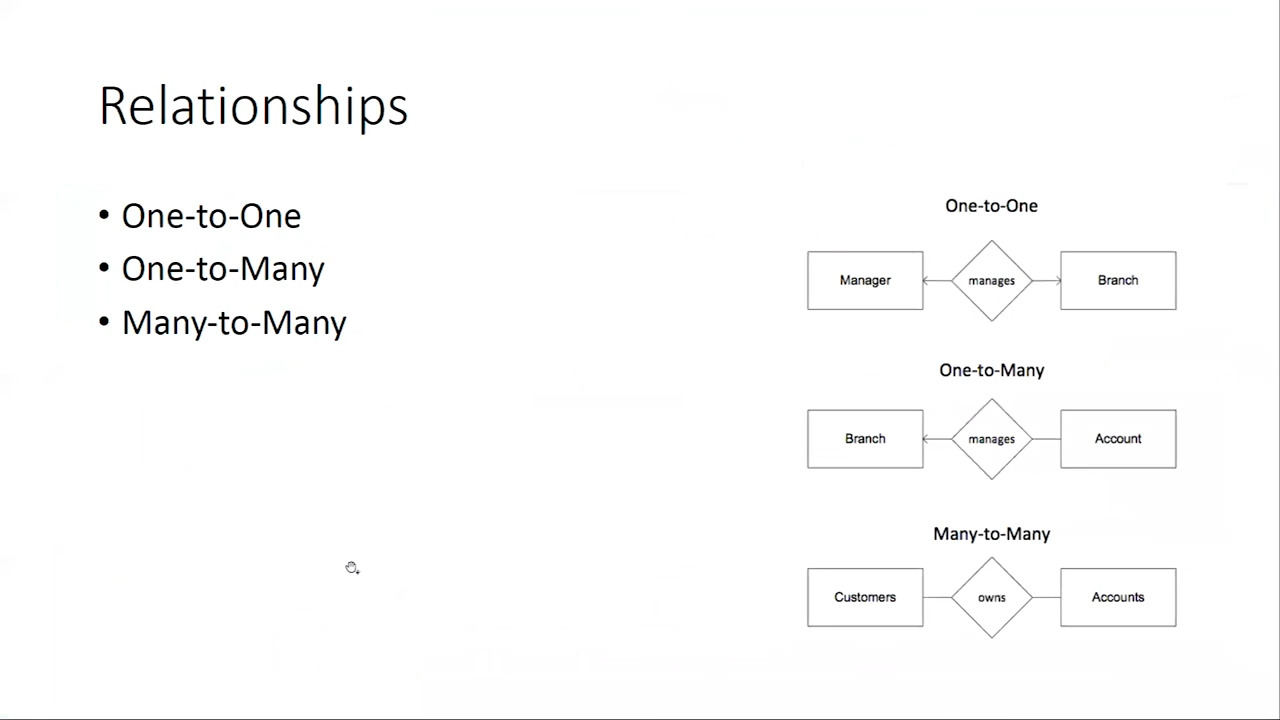 Relationships
• One-to-One
• One-to-Many
• Many-to-Many
One-to-One
Manager manages Branch
One-to-Many
Branch manages Account
Many-to-Many
Customers owns Accounts